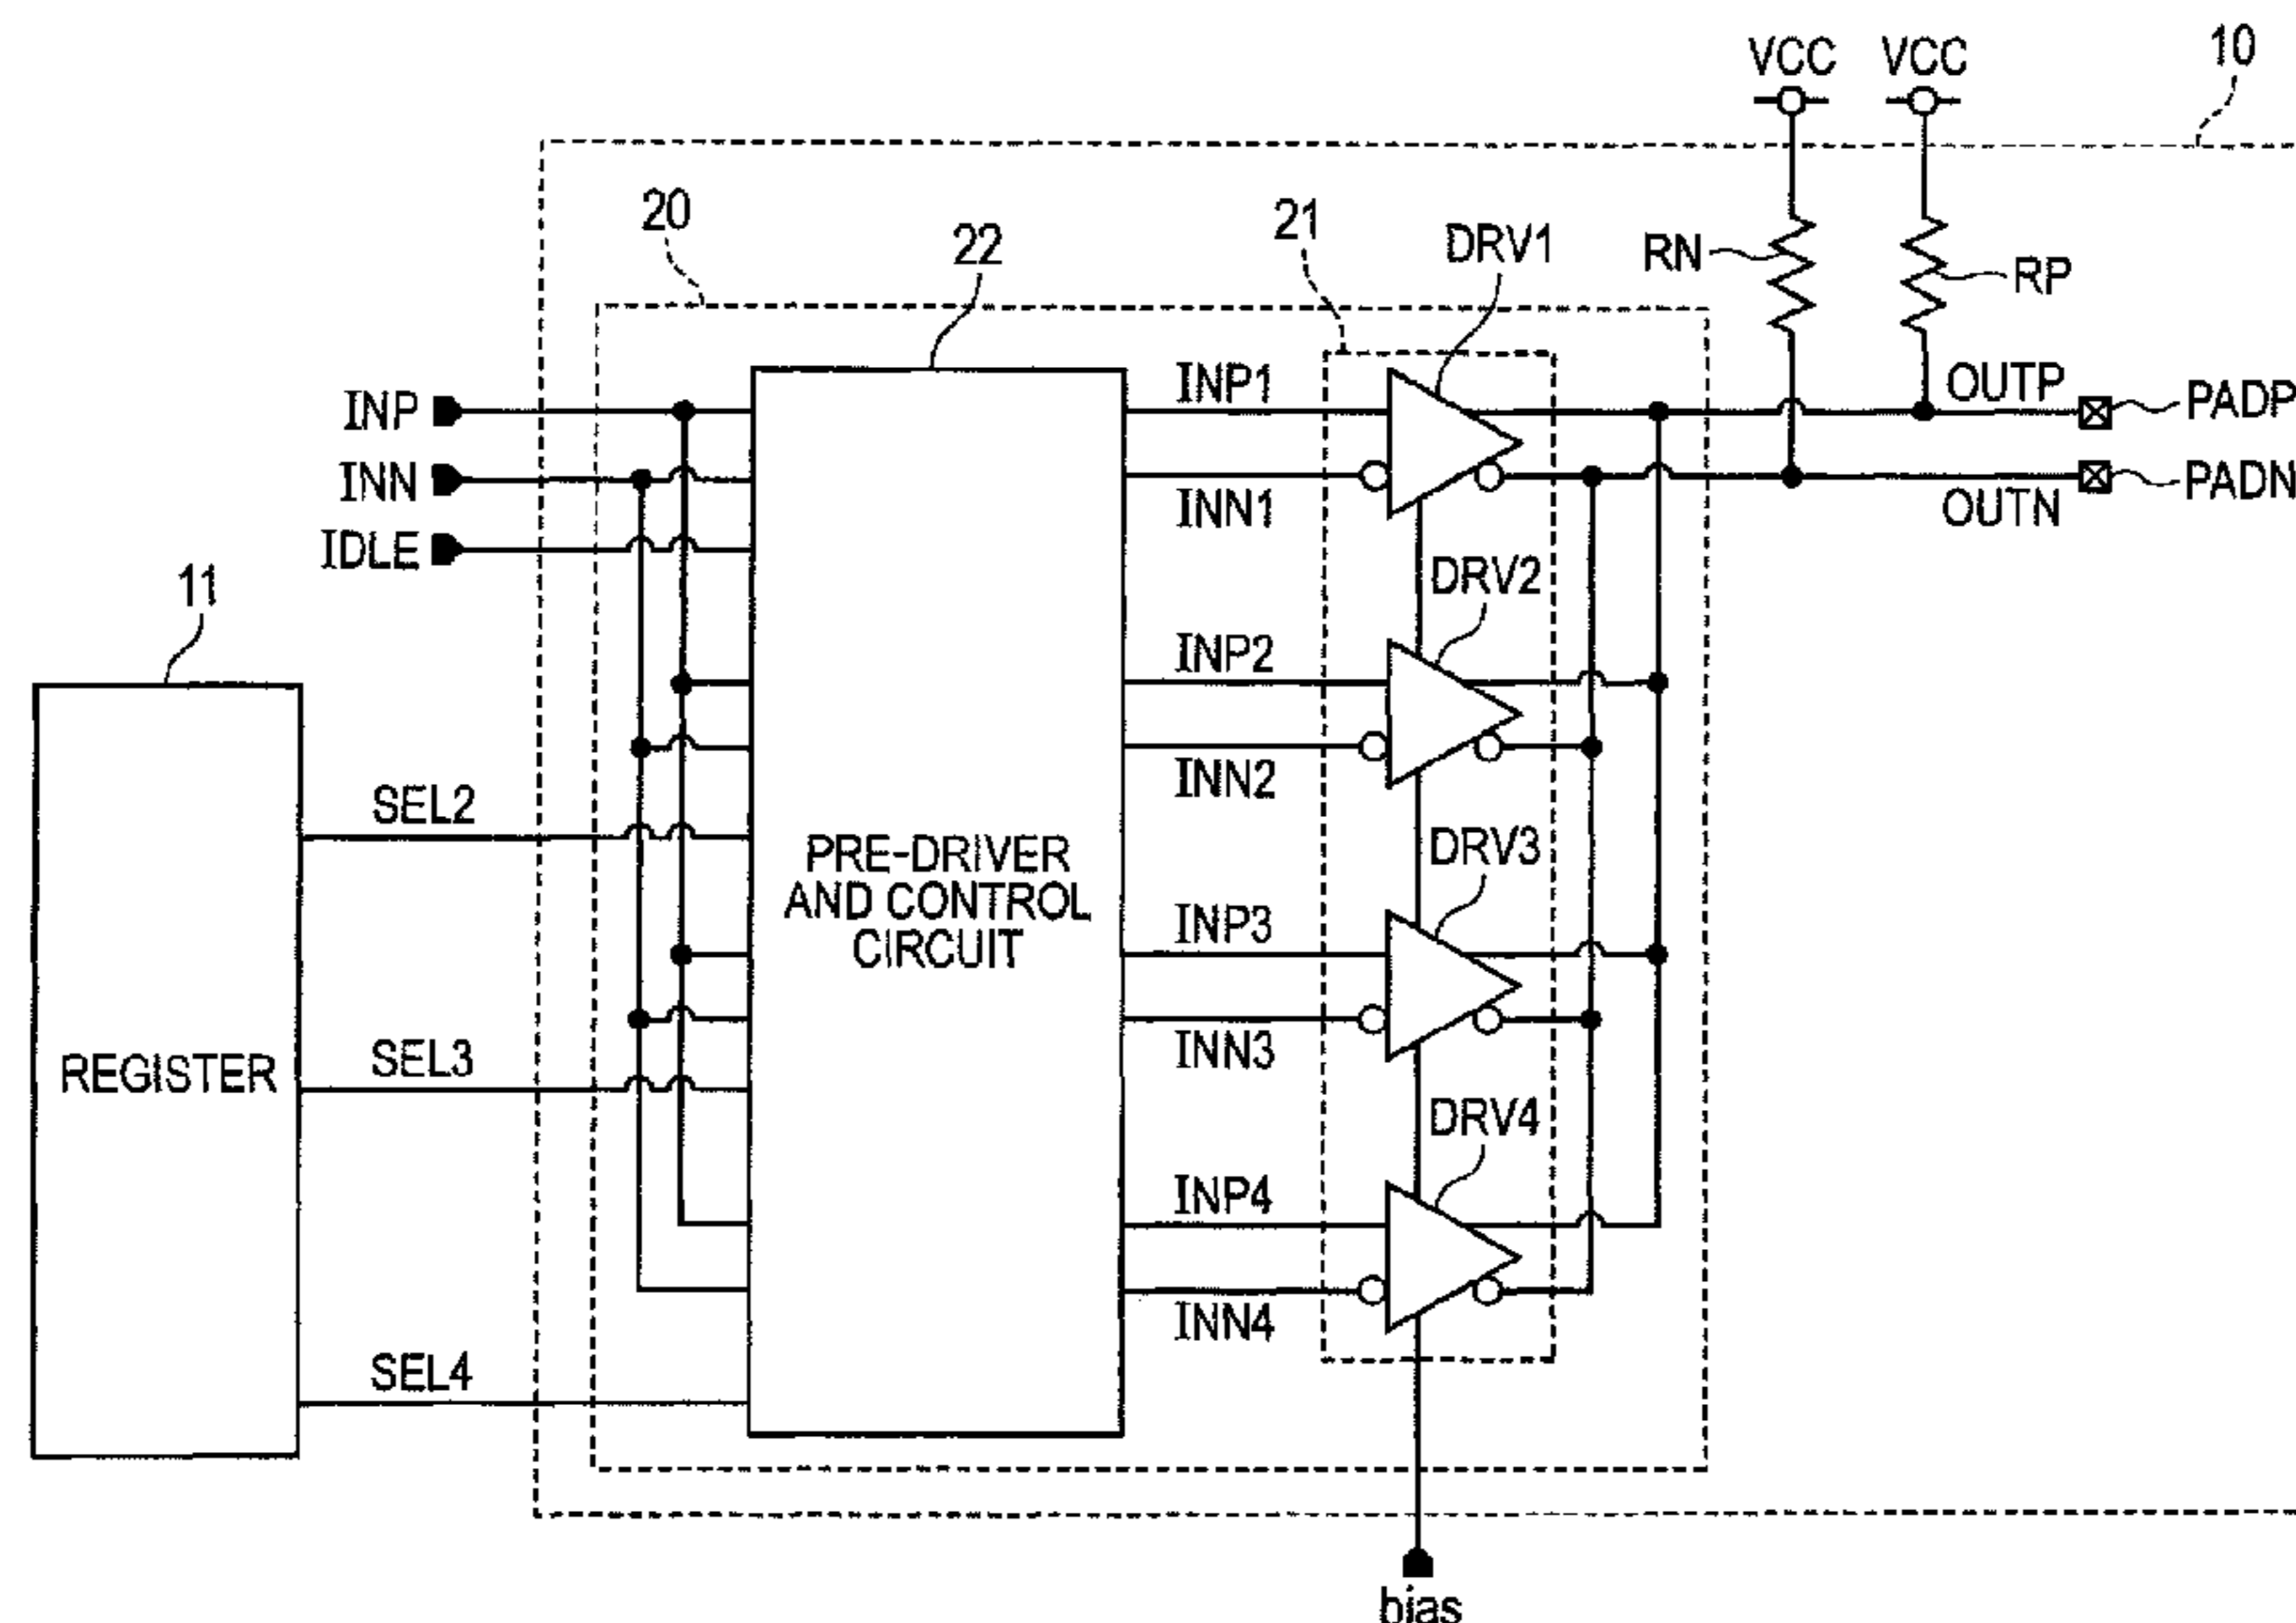 10
VCC VCC
20
22
21
DRV1
RN
RP
INP
INP1
OUTP
PADP
INN
INN1
OUTN
PADN
IDLE
11
DRV2
INP2
INN2
SEL2
PRE-DRIVER
AND CONTROL
CIRCUIT
DRV3
INP3
INN3
REGISTER
SEL3
DRV4
INP4
INN4
SEL4
bias